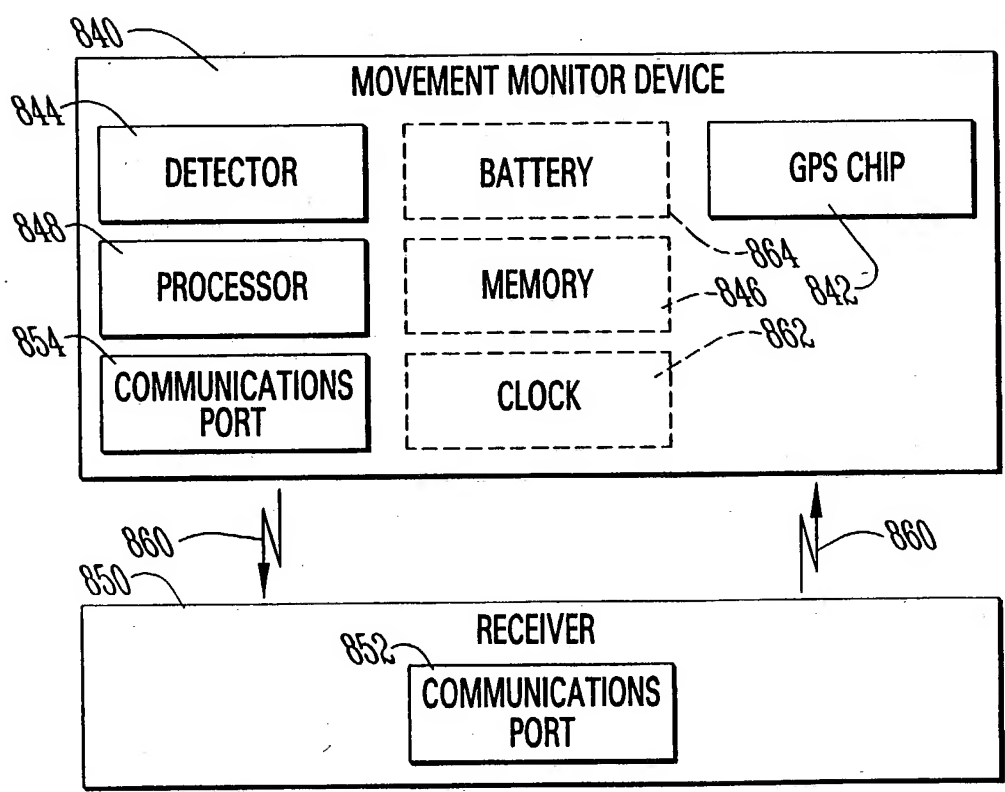 840
MOVEMENT MONITOR DEVICE
844
DETECTOR
BATTERY
GPS CHIP
848
864
PROCESSOR
MEMORY
846
842
854
862
COMMUNICATIONS
PORT
CLOCK
860
860
850
RECEIVER
852
COMMUNICATIONS
PORT